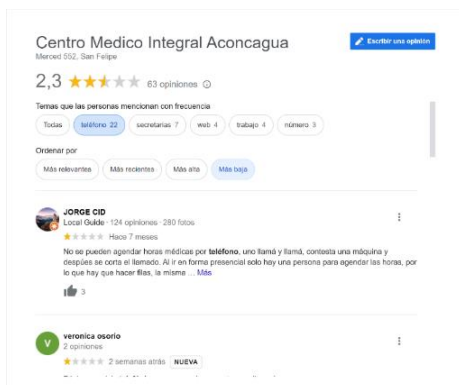 Centro Medico Integral Aconcagua
Escribir una opinión
Merced 552, San Felipe
2,3 63 opiniones
Temas que las personas mencionan con frecuencia
Todas teléfono 22 secretarias 7 web 4 trabajo 4 número 3
Ordenar por
Más relevantes Más recientes Más alta Más baja
JORGE CID
Local Guide · 124 opiniones · 280 fotos
Hace 7 meses
No se pueden agendar horas médicas por teléfono, uno llamá y llamá, contesta una máquina y
despúes se corta el llamado. Al ir en forma presencial solo hay una persona para agendar las horas, por
lo que hay que hacer filas, la misma ... Más
3
V
veronica osorio
2 opiniones
2 semanas atrás NUEVA